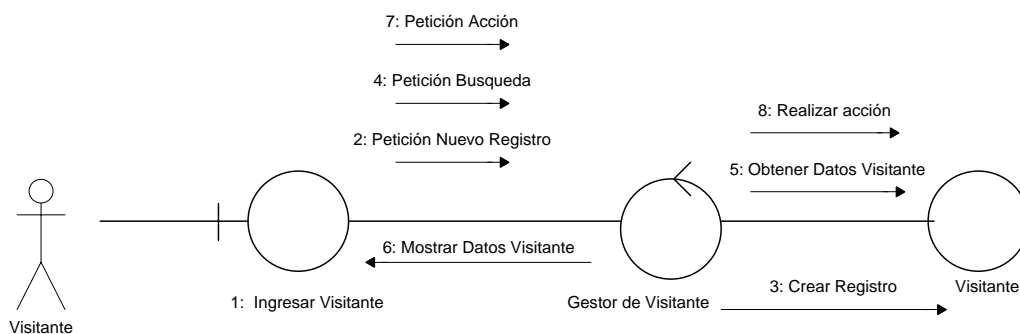 7: Petición Acción
4: Petición Busqueda
2: Petición Nuevo Registro
8: Realizar acción
5: Obtener Datos Visitante
6: Mostrar Datos Visitante
1: Ingresar Visitante
Gestor de Visitante
3: Crear Registro
Visitante
Visitante